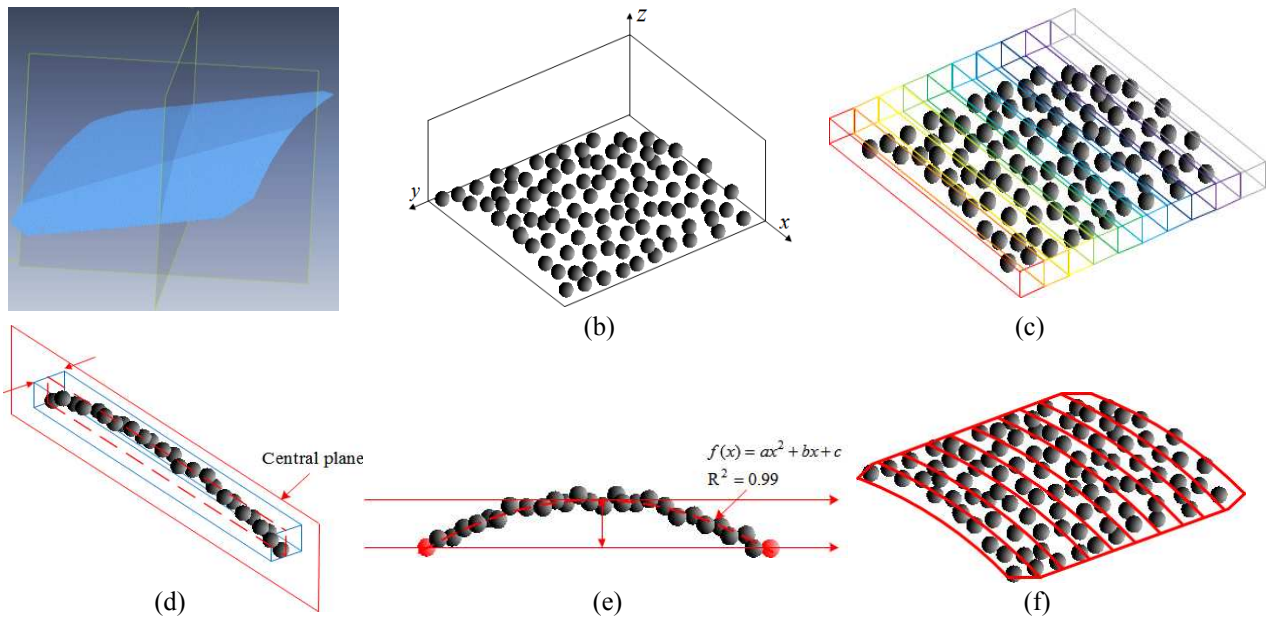 z
y
x
(b)
(c)
Central plane
(d)
f(x) = ax² + bx + c
R² = 0.99
(e)
(f)